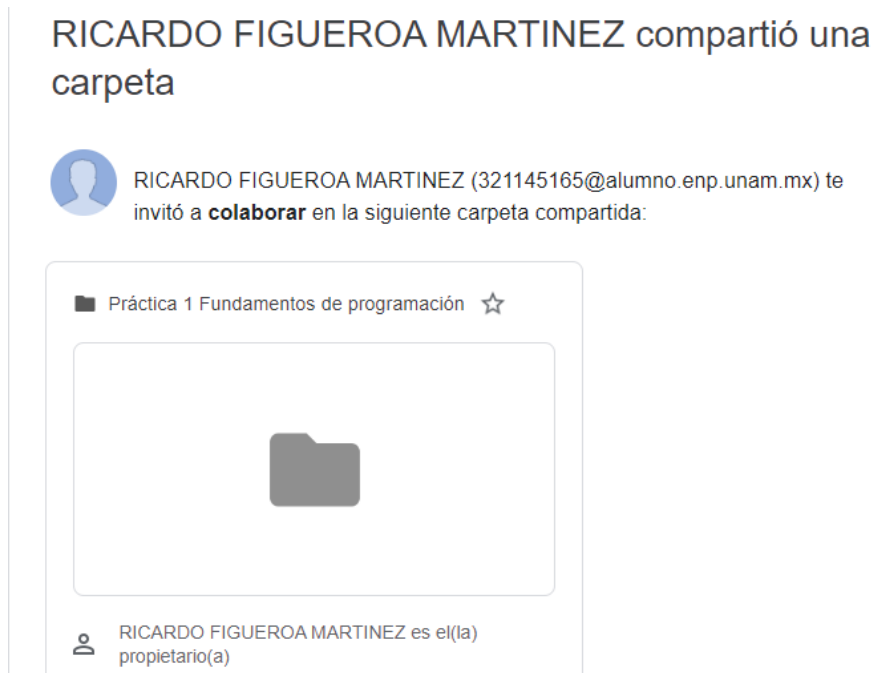 RICARDO FIGUEROA MARTINEZ compartió una
carpeta
RICARDO FIGUEROA MARTINEZ (321145165@alumno.enp.unam.mx) te
invitó a colaborar en la siguiente carpeta compartida:
Práctica 1 Fundamentos de programación
RICARDO FIGUEROA MARTINEZ es el(la)
propietario(a)